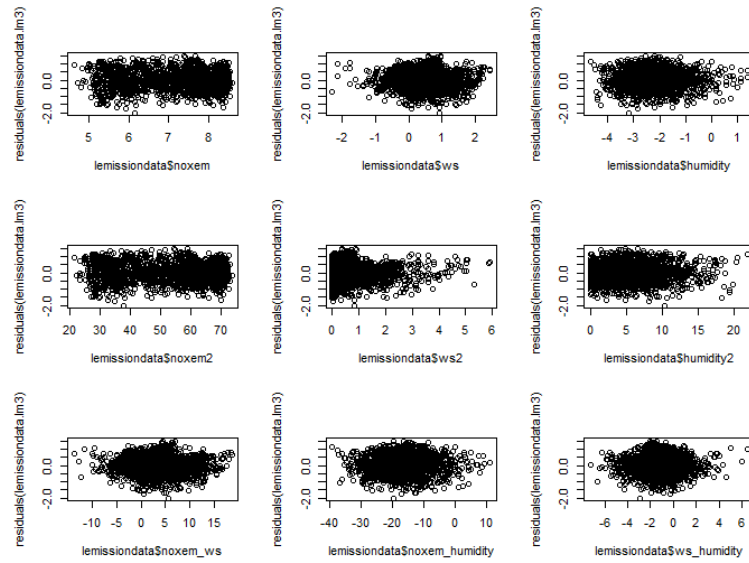 residuals(lemissiondata.lm3)
-2.0 0.0
5 6 7 8
lemissiondata$noxem
residuals(lemissiondata.lm3)
-2.0 0.0
-2 -1 0 1 2
lemissiondata$ws
residuals(lemissiondata.lm3)
-2.0 0.0
-4 -3 -2 -1 0 1
lemissiondata$humidity
residuals(lemissiondata.lm3)
-2.0 0.0
20 30 40 50 60 70
lemissiondata$noxem2
residuals(lemissiondata.lm3)
-2.0 0.0
0 1 2 3 4 5 6
lemissiondata$ws2
residuals(lemissiondata.lm3)
-2.0 0.0
0 5 10 15 20
lemissiondata$humidity2
residuals(lemissiondata.lm3)
-2.0 0.0
-10 -5 0 5 10 15
lemissiondata$noxem_ws
residuals(lemissiondata.lm3)
-2.0 0.0
-40 -30 -20 -10 0 10
lemissiondata$noxem_humidity
residuals(lemissiondata.lm3)
-2.0 0.0
-6 -4 -2 0 2 4 6
lemissiondata$ws_humidity